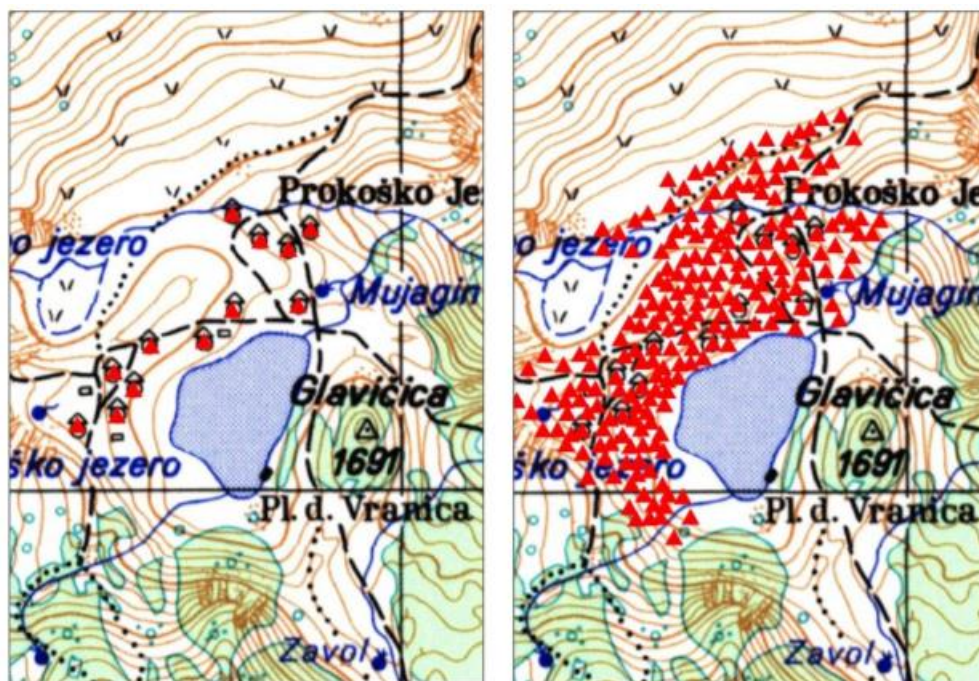 Prokoško Je
o jezero
Mujagin
Glavičica
1691
ško jezero
Pl. d. Vranica
Zavol
Prokoško Je
o jezero
Mujagin
Glavičica
1691
ško jezero
Pl. d. Vranica
Zavol